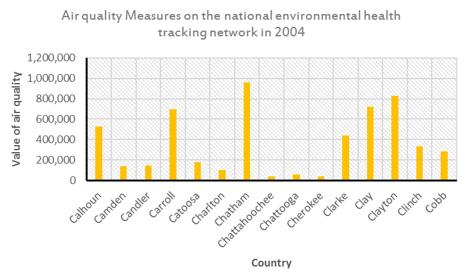 Air quality Measures on the national environmental health
tracking network in 2004
Value of air quality
1,200,000
1,000,000
800,000
600,000
400,000
200,000
0
Calhoun
Camden
Candler
Carroll
Catoosa
Charlton
Chatham
Chattahoochee
Chattooga
Cherokee
Clarke
Clay
Clayton
Clinch
Cobb
Country